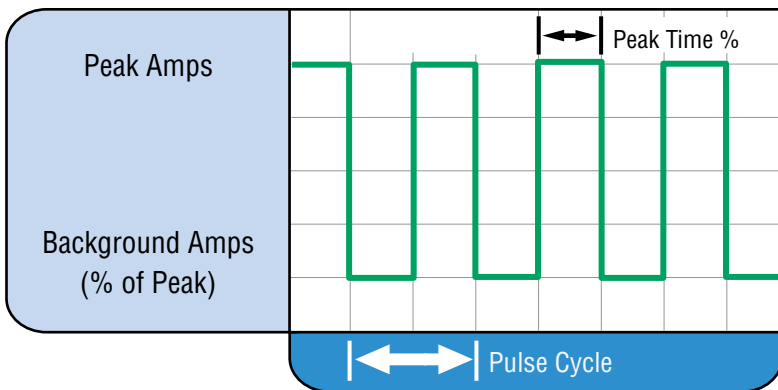 Peak Time %
Peak Amps
Background Amps
(% of Peak)
Pulse Cycle